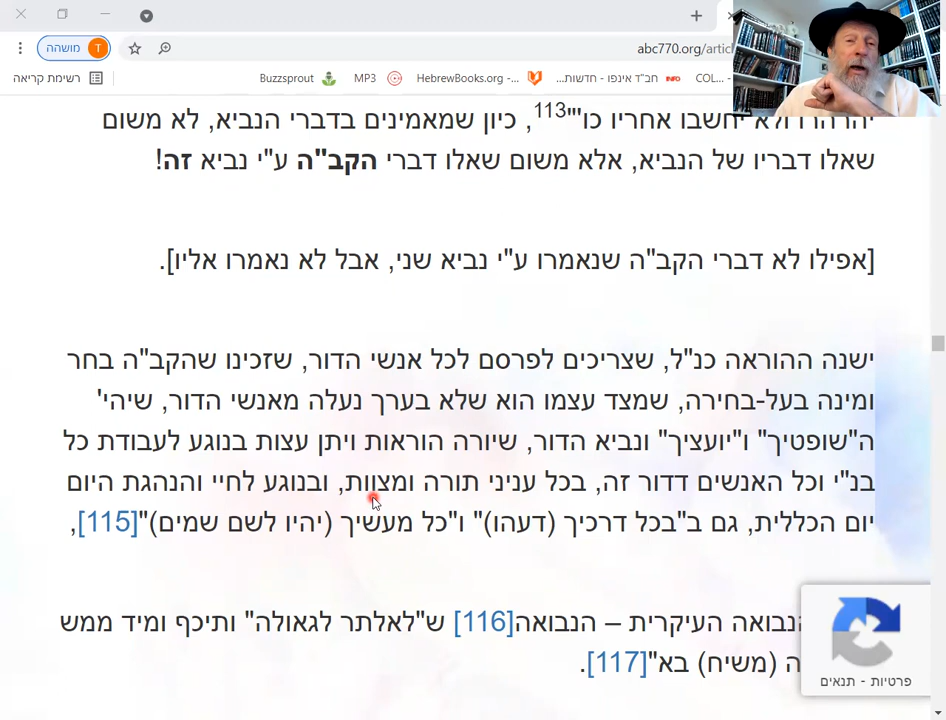 מושהה
T
abc770.org/artic
רשימת קריאה
Buzzsprout
MP3
HebrewBooks.org -...
חב"ד אינפו - חדשות...
INFO
COL...
יחשבו אחריו כו'"113, כיון שמאמינים בדברי הנביא, לא משום
שאלו דבריו של הנביא, אלא משום שאלו דברי הקב"ה ע"י נביא זה!
[אפילו לא דברי הקב"ה שנאמרו ע"י נביא שני, אבל לא נאמרו אליו].
ישנה ההוראה כנ"ל, שצריכים לפרסם לכל אנשי הדור, שזכינו שהקב"ה בחר
ומינה בעל-בחירה, שמצד עצמו הוא שלא בערך נעלה מאנשי הדור, שיהי'
ה"שופטיך" ו"יועציך" ונביא הדור, שיורה הוראות ויתן עצות בנוגע לעבודת כל
בנ"י וכל האנשים דדור זה, בכל עניני תורה ומצוות, ובנוגע לחיי והנהגת היום
יום הכללית, גם ב"בכל דרכיך (דעהו)" ו"כל מעשיך (יהיו לשם שמים)"[115],
הנבואה העיקרית – הנבואה[116] ש"לאלתר לגאולה" ותיכף ומיד ממש
ה (משיח) בא"[117].
פרטיות - תנאים